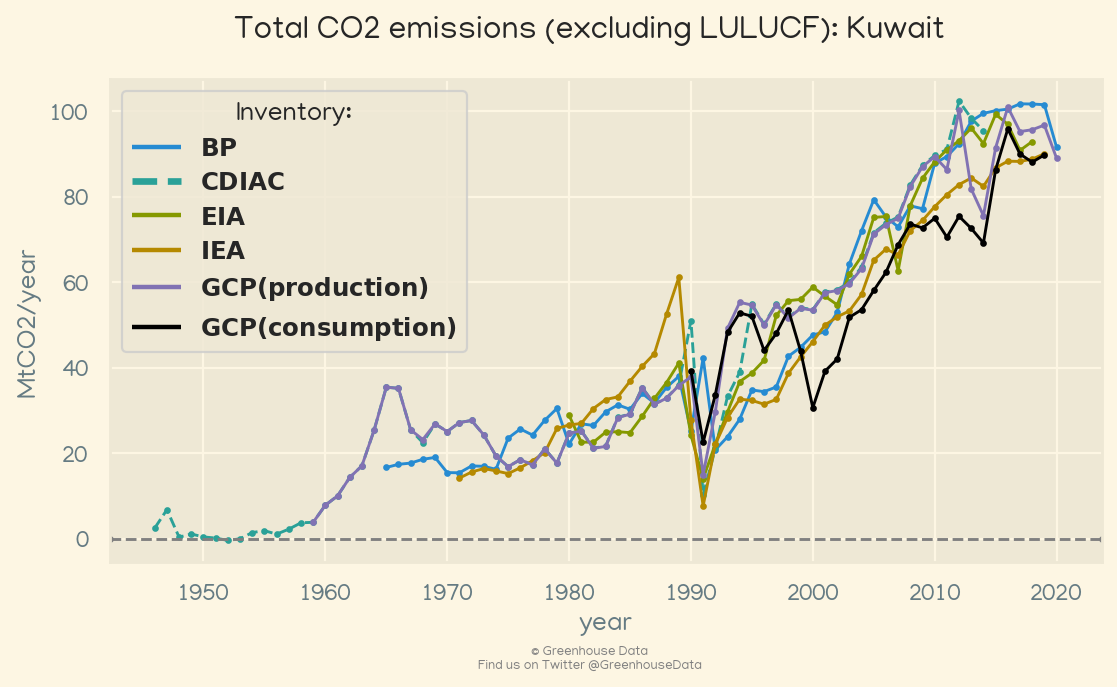 Total CO2 emissions (excluding LULUCF): Kuwait
Inventory:
BP
CDIAC
EIA
IEA
GCP(production)
GCP(consumption)
MtCO2/year
100
80
60
40
20
0
1950 1960 1970 1980 1990 2000 2010 2020
year
© Greenhouse Data
Find us on Twitter @GreenhouseData